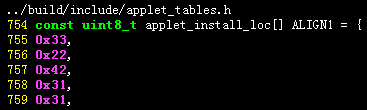 ../build/include/applet_tables.h
754 const uint8_t applet_install_loc[] ALIGN1 = {
755 0x33,
756 0x22,
757 0x42,
758 0x31,
759 0x31,